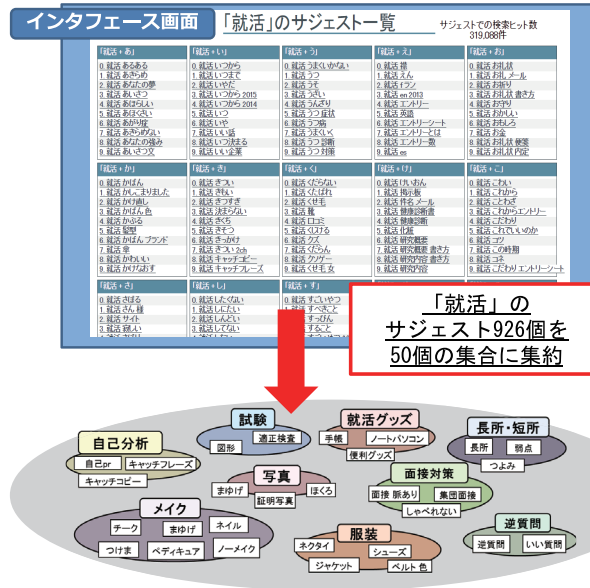 インタフェース画面
「就活」のサジェスト一覧
サジェストでの検索ヒット数
319,088件
「就活 + あ」
0. 就活 あるある
1. 就活 あきらめ
2. 就活 あなたの夢
3. 就活 あいさつ
4. 就活 あほらしい
5. 就活 あほくさい
6. 就活 あがり症
7. 就活 あきらめない
8. 就活 あなたの強み
9. 就活 あいさつ文
「就活 + い」
0. 就活 いつから
1. 就活 いつまで
2. 就活 いやだ
3. 就活 いつから 2015
4. 就活 いつから 2014
5. 就活 いつ
6. 就活 いや
7. 就活 いい話
8. 就活 いつ決まる
9. 就活 いい企業
「就活 + う」
0. 就活 うまくいかない
1. 就活 うつ
2. 就活 うそ
3. 就活 うざい
4. 就活 うんざり
5. 就活 うつ 症状
6. 就活 うつ病
7. 就活 うまくいく
8. 就活 うつ 診断
9. 就活 うつ 対策
「就活 + え」
0. 就活 襟
1. 就活 えん
2. 就活 fラン
3. 就活 en 2013
4. 就活 エントリー
5. 就活 英語
6. 就活 エントリーシート
7. 就活 エントリーとは
8. 就活 エントリー数
9. 就活 es
「就活 + お」
0. 就活 お礼状
1. 就活 お礼 メール
2. 就活 お祈り
3. 就活 お礼状 書き方
4. 就活 お守り
5. 就活 おかしい
6. 就活 おもしろ
7. 就活 お金
8. 就活 お礼状 便箋
9. 就活 お礼状 内定
「就活 + か」
0. 就活 かばん
1. 就活 かしこまりました
2. 就活 かけ直し
3. 就活 かばん 色
4. 就活 かぶる
5. 就活 髪型
6. 就活 かばん ブランド
7. 就活 傘
8. 就活 かわいい
9. 就活 かけなおす
「就活 + き」
0. 就活 きつい
1. 就活 きもい
2. 就活 きつすぎ
3. 就活 決まらない
4. 就活 きぐち
5. 就活 きそう
6. 就活 きっかけ
7. 就活 きつい 2ch
8. 就活 キャッチコピー
9. 就活 キャッチフレーズ
「就活 + く」
0. 就活 くだらない
1. 就活 くたばれ
2. 就活 くせ毛
3. 就活 靴
4. 就活 口コミ
5. 就活 くじける
6. 就活 クズ
7. 就活 くだらん
8. 就活 クソゲー
9. 就活 くせ毛 女
「就活 + け」
0. 就活 けいおん
1. 就活 掲示板
2. 就活 件名 メール
3. 就活 健康診断書
4. 就活 健康診断
5. 就活 化粧
6. 就活 研究概要
7. 就活 研究概要 書き方
8. 就活 研究内容 書き方
9. 就活 研究内容
「就活 + こ」
0. 就活 こわい
1. 就活 これから
2. 就活 ことわざ
3. 就活 これからエントリー
4. 就活 こだわり
5. 就活 これでいいのか
6. 就活 コツ
7. 就活 この時期
8. 就活 コネ
9. 就活 こだわり エントリーシート
「就活 + さ」
0. 就活 さぼる
1. 就活 さん 様
2. 就活 サイト
3. 就活 寂しい
「就活 + し」
0. 就活 したくない
1. 就活 しにたい
2. 就活 しんどい
3. 就活 してない
「就活 + す」
0. 就活 すごいやつ
1. 就活 すべきこと
2. 就活 すっぴん
3. 就活 すること
「就活」の
サジェスト926個を
50個の集合に集約
自己分析
自己pr
キャッチフレーズ
キャッチコピー
試験
適正検査
図形
就活グッズ
手帳
ノートパソコン
便利グッズ
長所・短所
長所
弱点
つよみ
写真
まゆげ
ほくろ
証明写真
面接対策
面接 脈あり
集団面接
しゃべれない
メイク
チーク
まゆげ
ネイル
つけま
ペディキュア
ノーメイク
服装
ネクタイ
シューズ
ジャケット
ベルト 色
逆質問
逆質問
いい質問